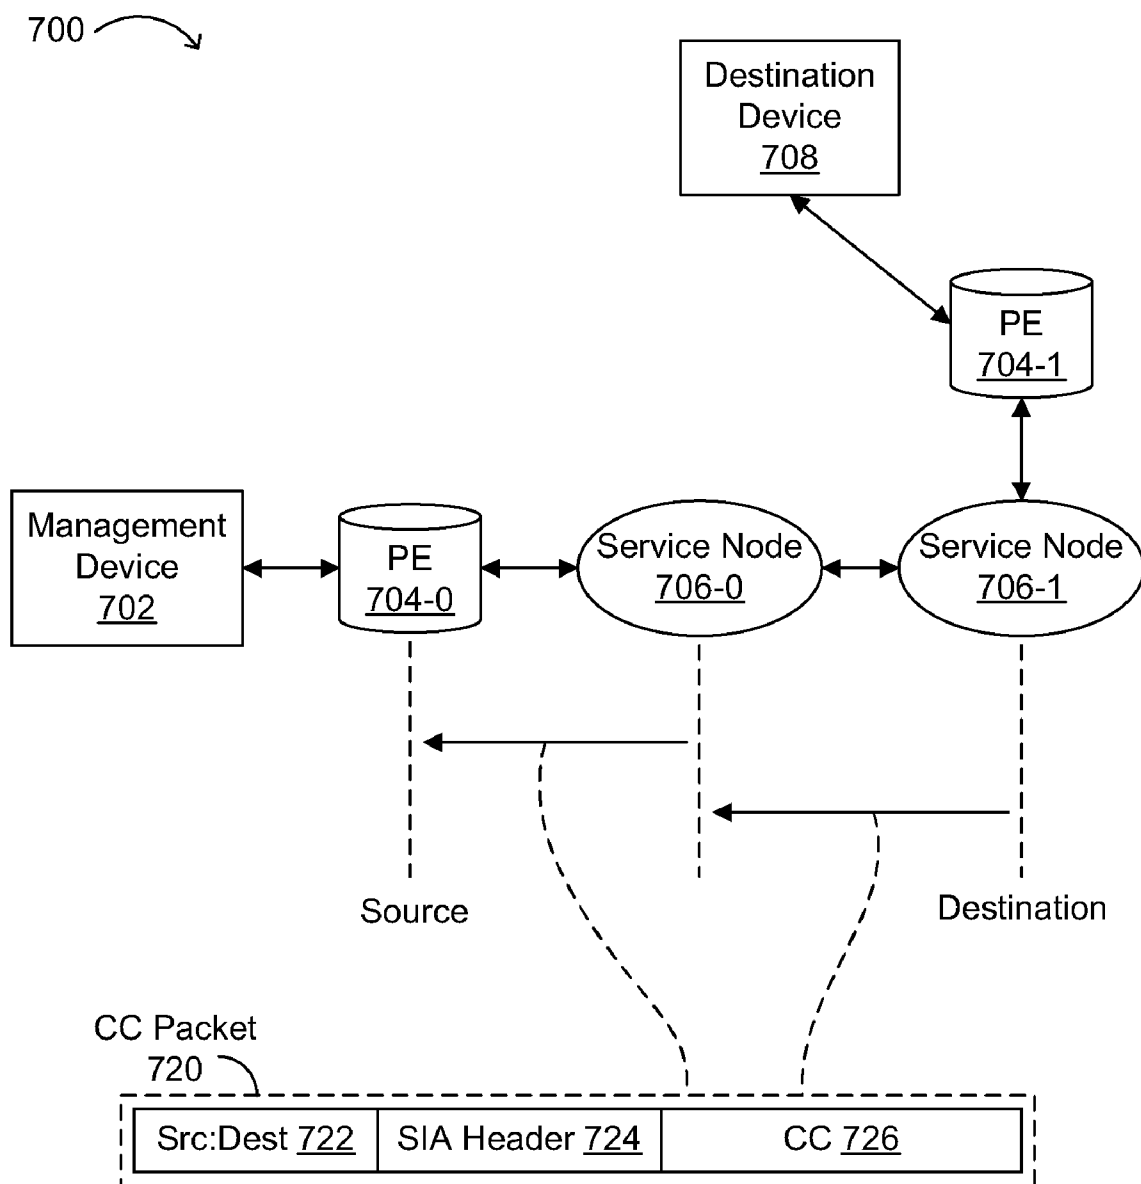 700
Destination
Device
708
PE
704-1
Management
Device
702
PE
704-0
Service Node
706-0
Service Node
706-1
Source
Destination
CC Packet
720
Src:Dest 722
SIA Header 724
CC 726